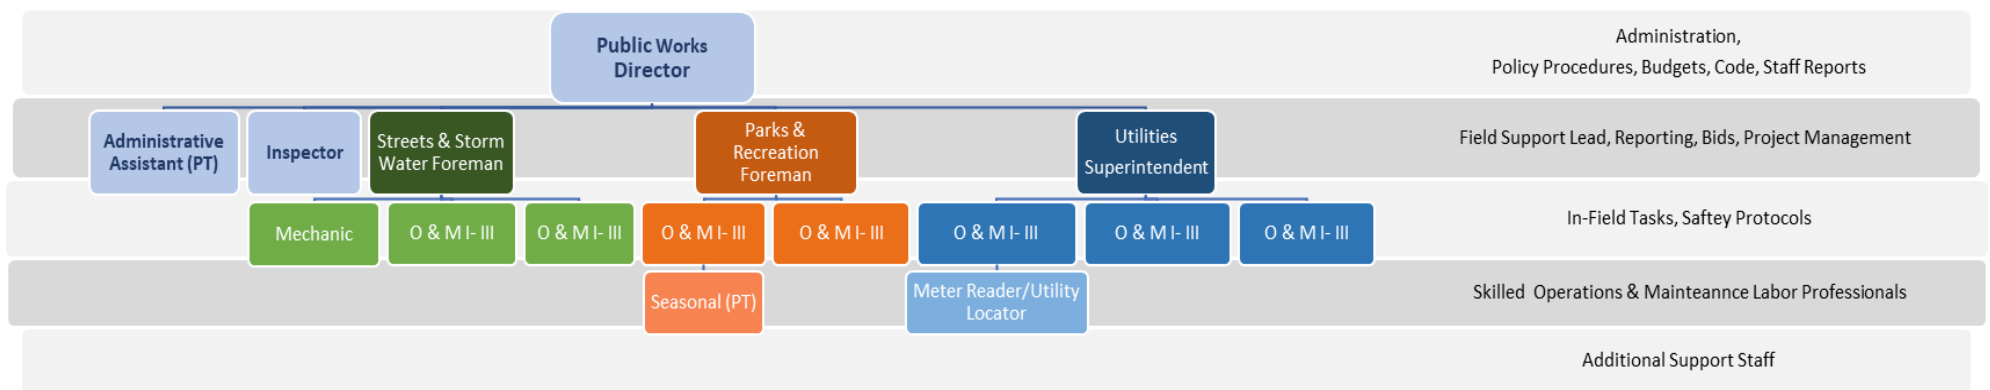 Public Works
Director
Administration,
Policy Procedures, Budgets, Code, Staff Reports
Administrative
Assistant (PT)
Inspector
Streets & Storm
Water Foreman
Parks &
Recreation
Foreman
Utilities
Superintendent
Field Support Lead, Reporting, Bids, Project Management
Mechanic
O & M I- III
O & M I- III
O & M I- III
O & M I- III
O & M I- III
O & M I- III
O & M I- III
In-Field Tasks, Saftey Protocols
Seasonal (PT)
Meter Reader/Utility
Locator
Skilled Operations & Mainteannce Labor Professionals
Additional Support Staff